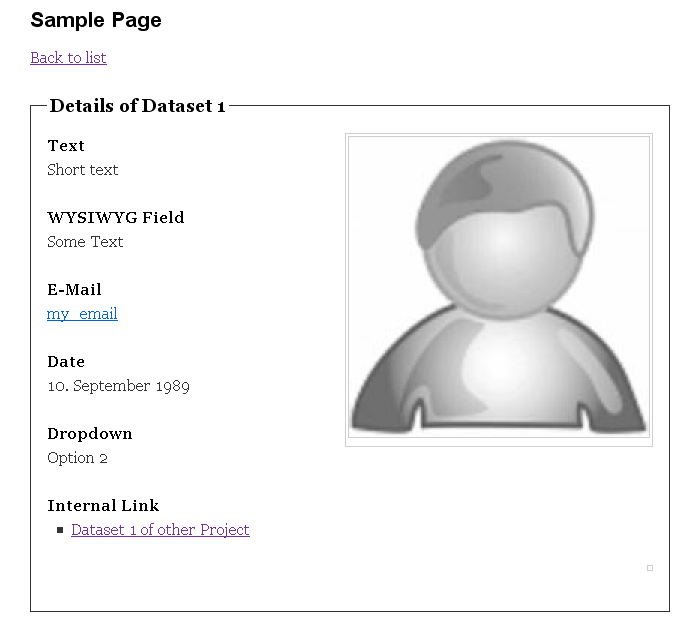 Sample Page
Back to list
Details of Dataset 1
Text
Short text
WYSIWYG Field
Some Text
E-Mail
my_email
Date
10. September 1989
Dropdown
Option 2
Internal Link
Dataset 1 of other Project